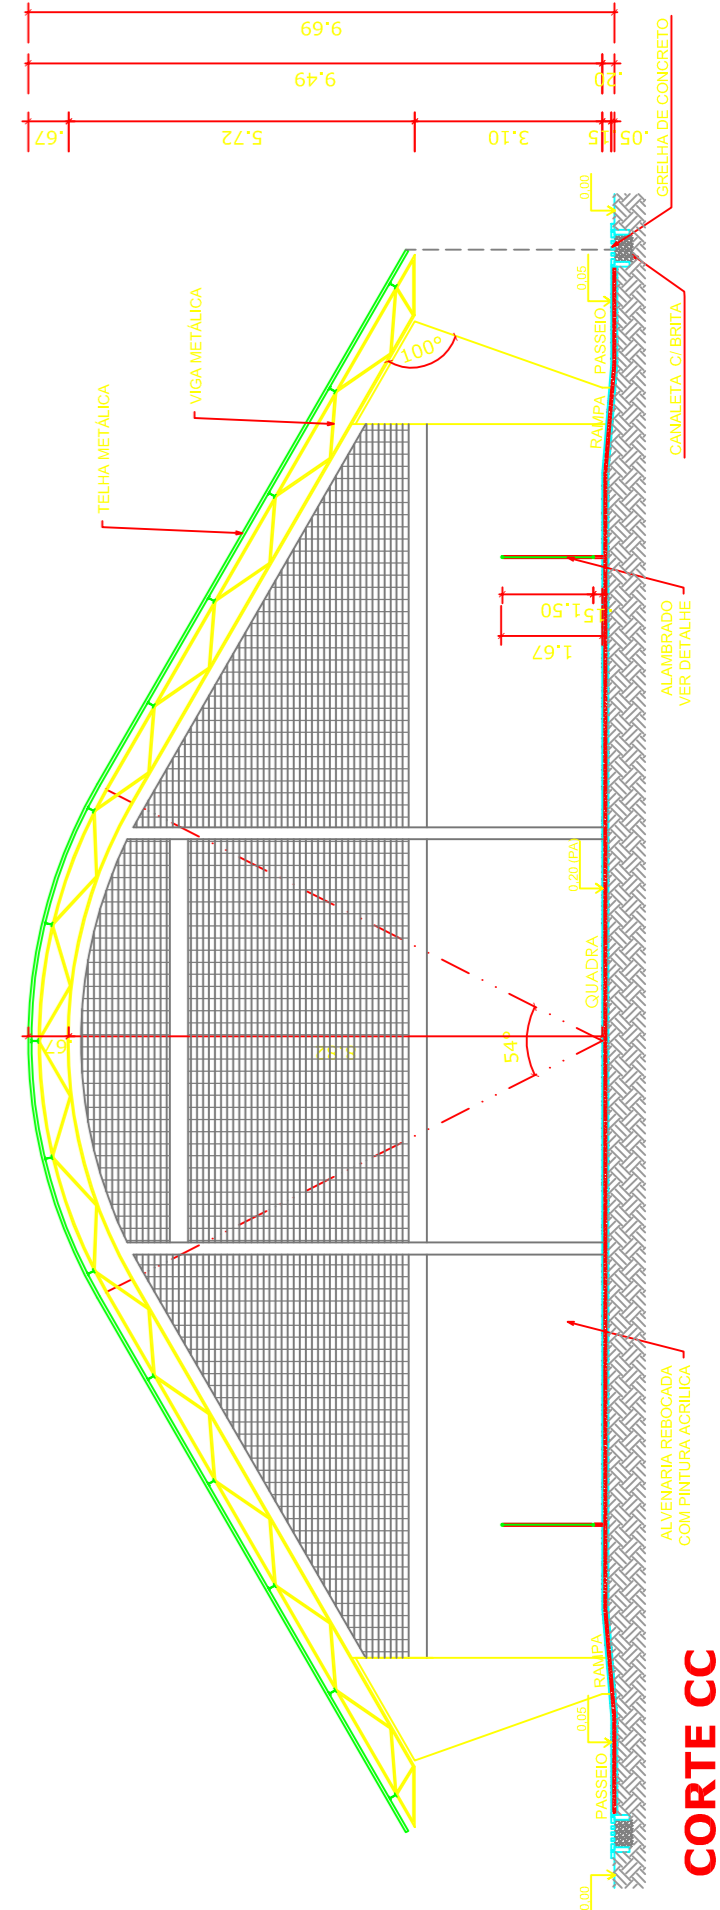 9.69
9.49
.20
.67
5.72
3.10
.15
.05
GRELHA DE CONCRETO
0.00
0.05
PASSEIO
RAMPA
CANALETA C/ BRITA
VIGA METÁLICA
TELHA METÁLICA
100°
1.50
1.67
ALAMBRADO
VER DETALHE
0.20 (PA)
QUADRA
54°
.67
ALVENARIA REBOCADA
COM PINTURA ACRILICA
RAMPA
0.05
PASSEIO
0.00
CORTE CC